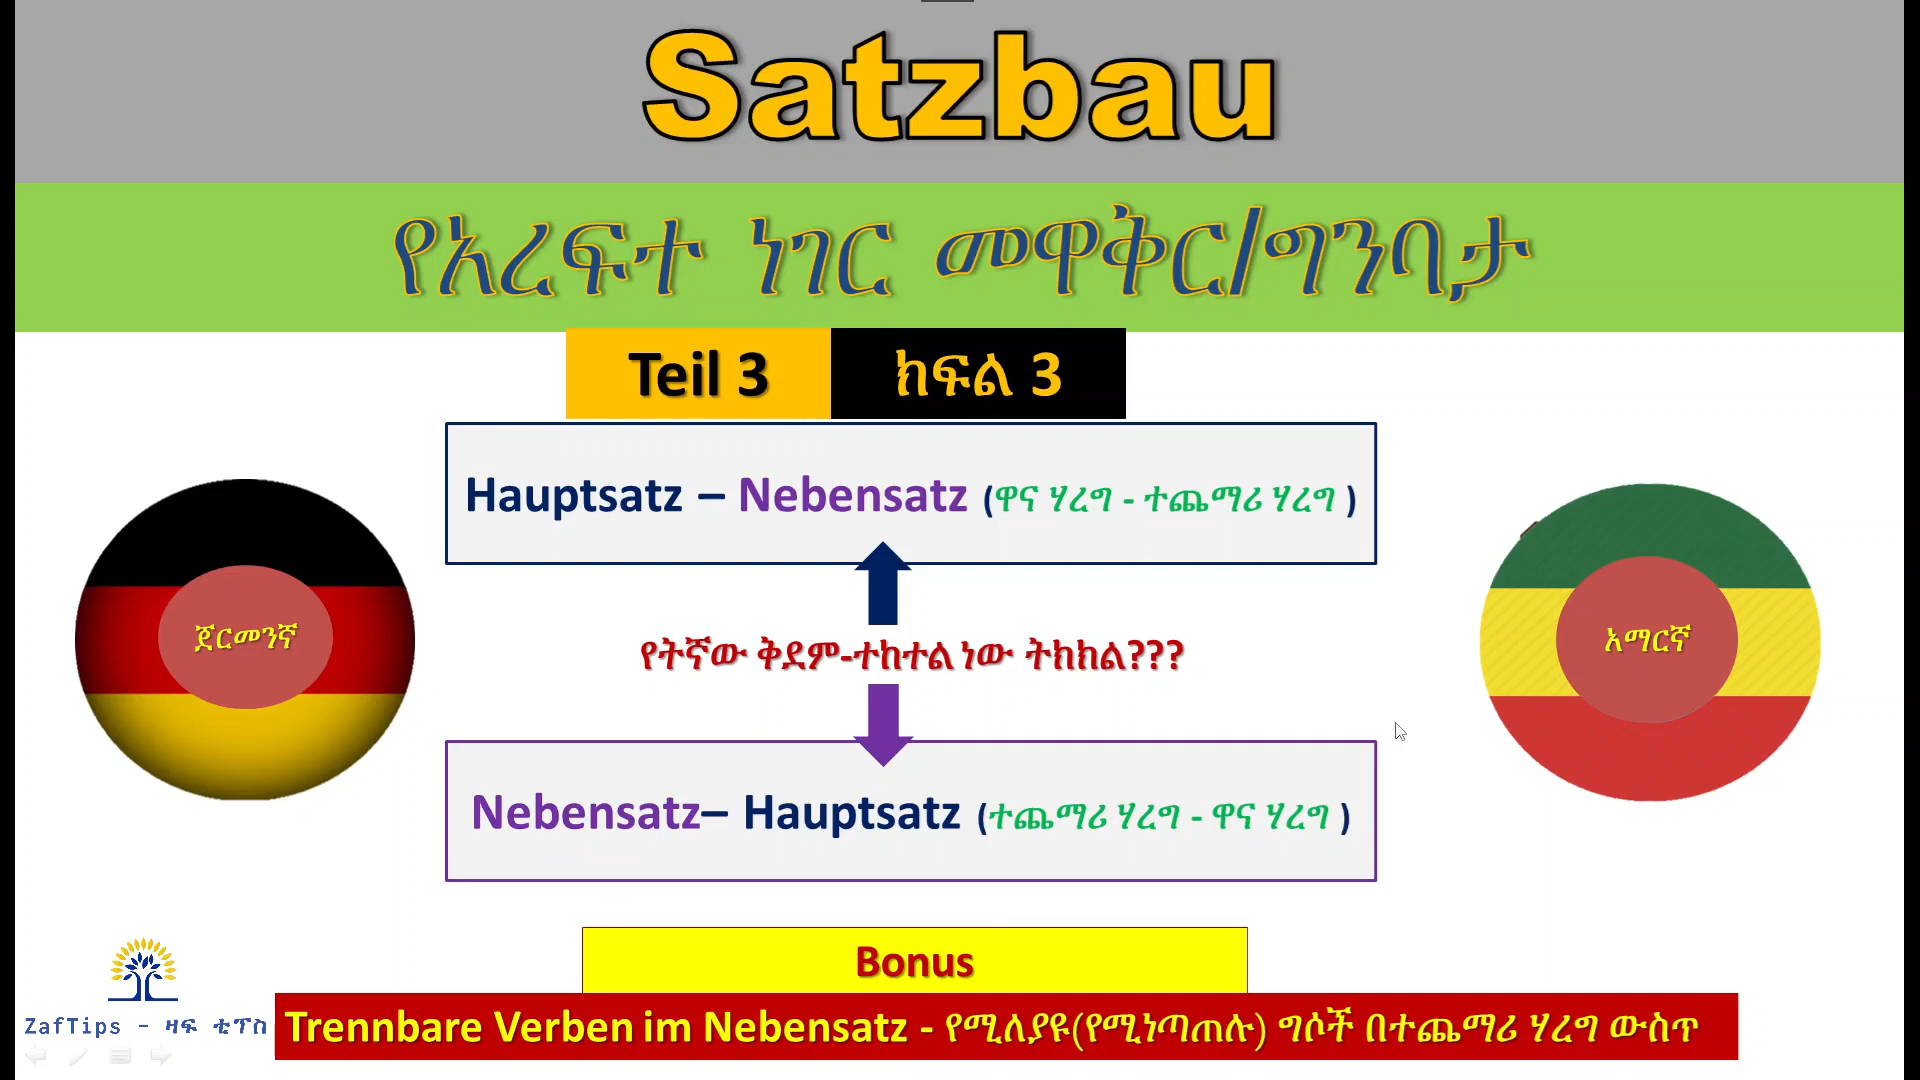 Satzbau
የአረፍተ ነገር መዋቅር/ግንባታ
Teil 3 ክፍል 3
Hauptsatz – Nebensatz (ዋና ሃረግ - ተጨማሪ ሃረግ )
ጀርመንኛ
የትኛው ቅደም-ተከተል ነው ትክክል???
አማርኛ
Nebensatz– Hauptsatz (ተጨማሪ ሃረግ - ዋና ሃረግ )
Bonus
ZafTips - ዛፍ ቲፕስ
Trennbare Verben im Nebensatz - የሚለያዩ(የሚነጣጠሉ) ግሶች በተጨማሪ ሃረግ ውስጥ